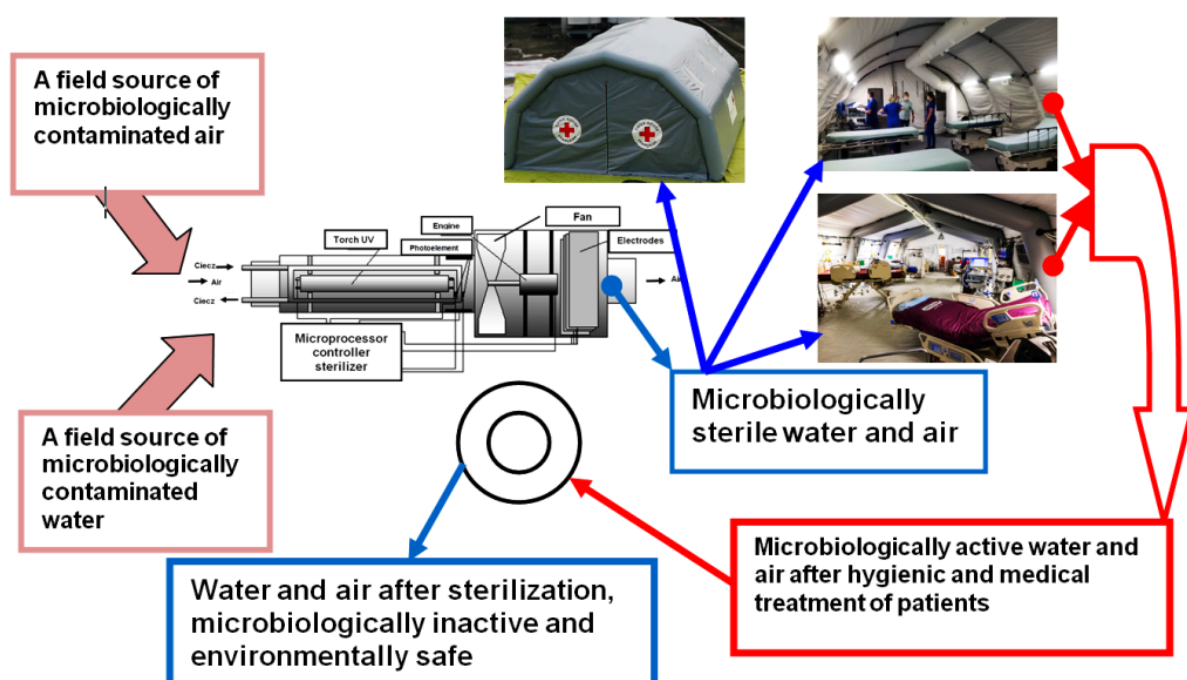 A field source of
microbiologically
contaminated air
Fan
Engine
Torch UV
Photoelement
Electrodes
Ciecz
Air
Ciecz
Air
Microprocessor
controller
sterilizer
Microbiologically
sterile water and air
A field source of
microbiologically
contaminated
water
Microbiologically active water and
air after hygienic and medical
treatment of patients
Water and air after sterilization,
microbiologically inactive and
environmentally safe